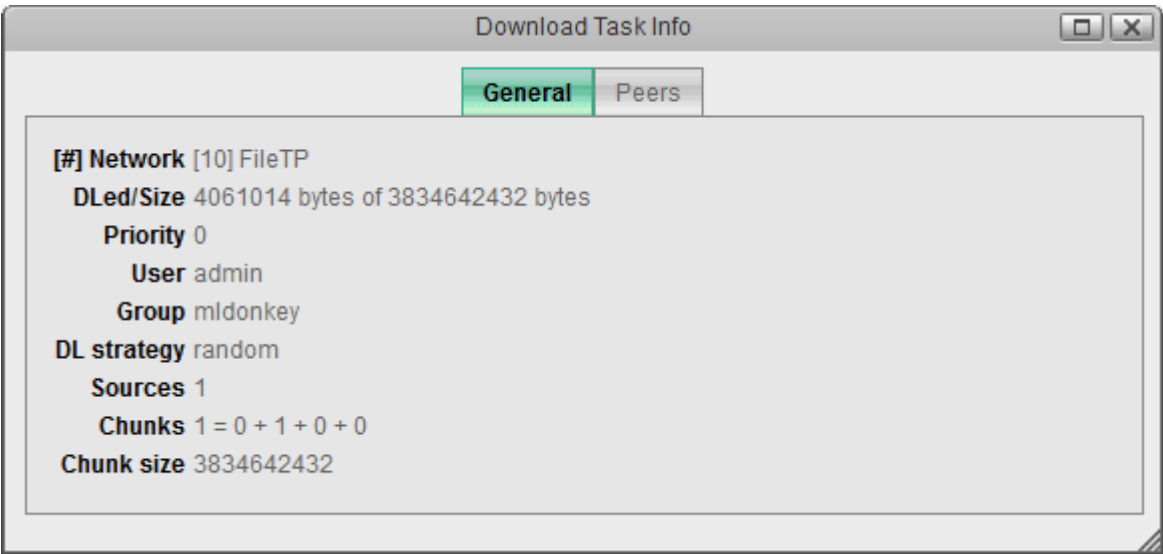 Download Task Info
General Peers
[#] Network [10] FileTP
DLed/Size 4061014 bytes of 3834642432 bytes
Priority 0
User admin
Group mldonkey
DL strategy random
Sources 1
Chunks 1 = 0 + 1 + 0 + 0
Chunk size 3834642432